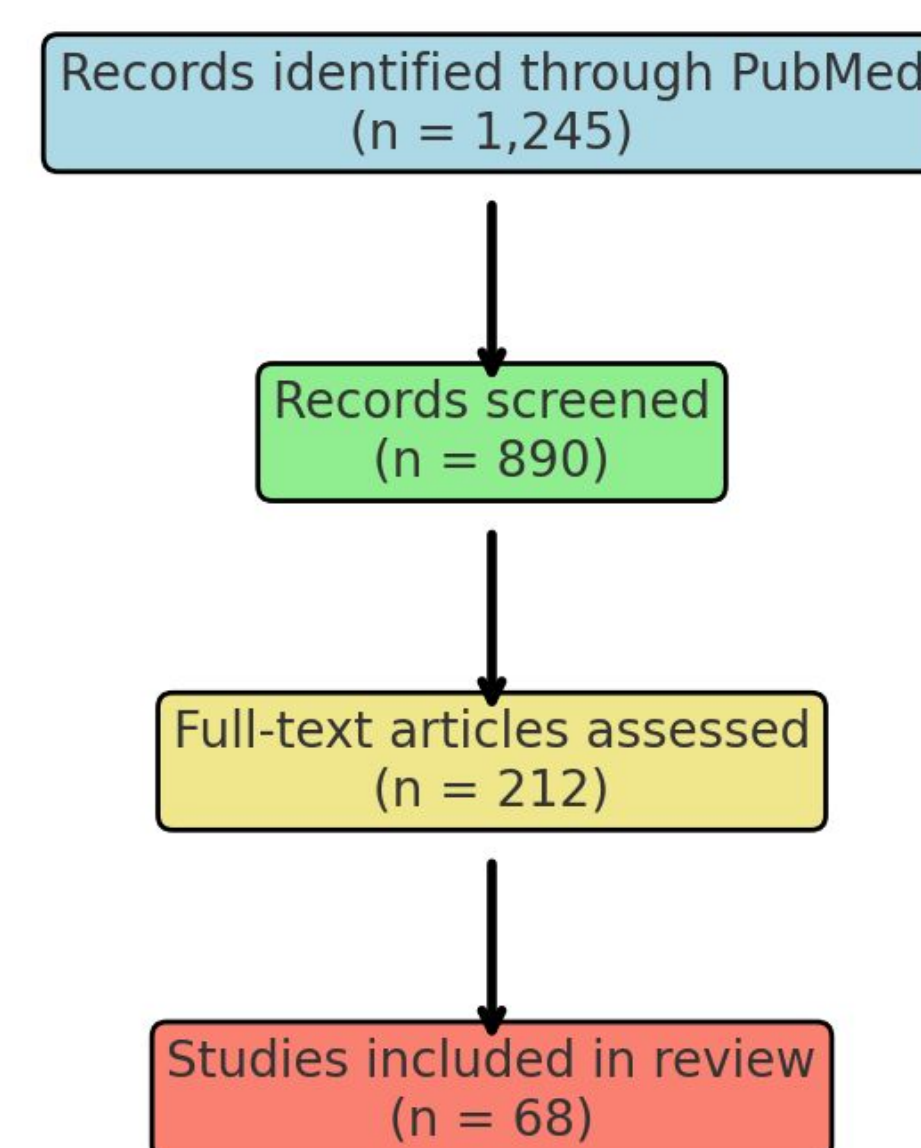 Records identified through PubMed
(n = 1,245)
Records screened
(n = 890)
Full-text articles assessed
(n = 212)
Studies included in review
(n = 68)